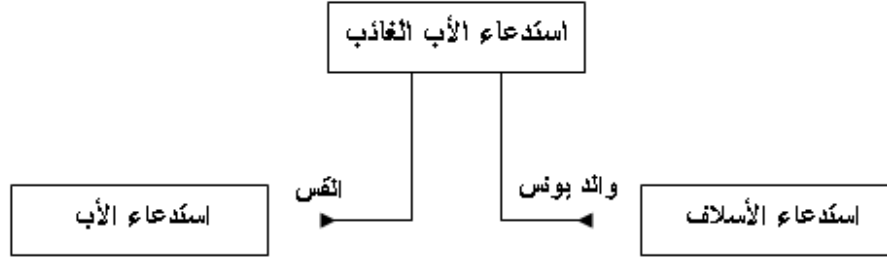 استدعاء الأب الغائب
والد يونس
القس
استدعاء الأسلاف
استدعاء الأب